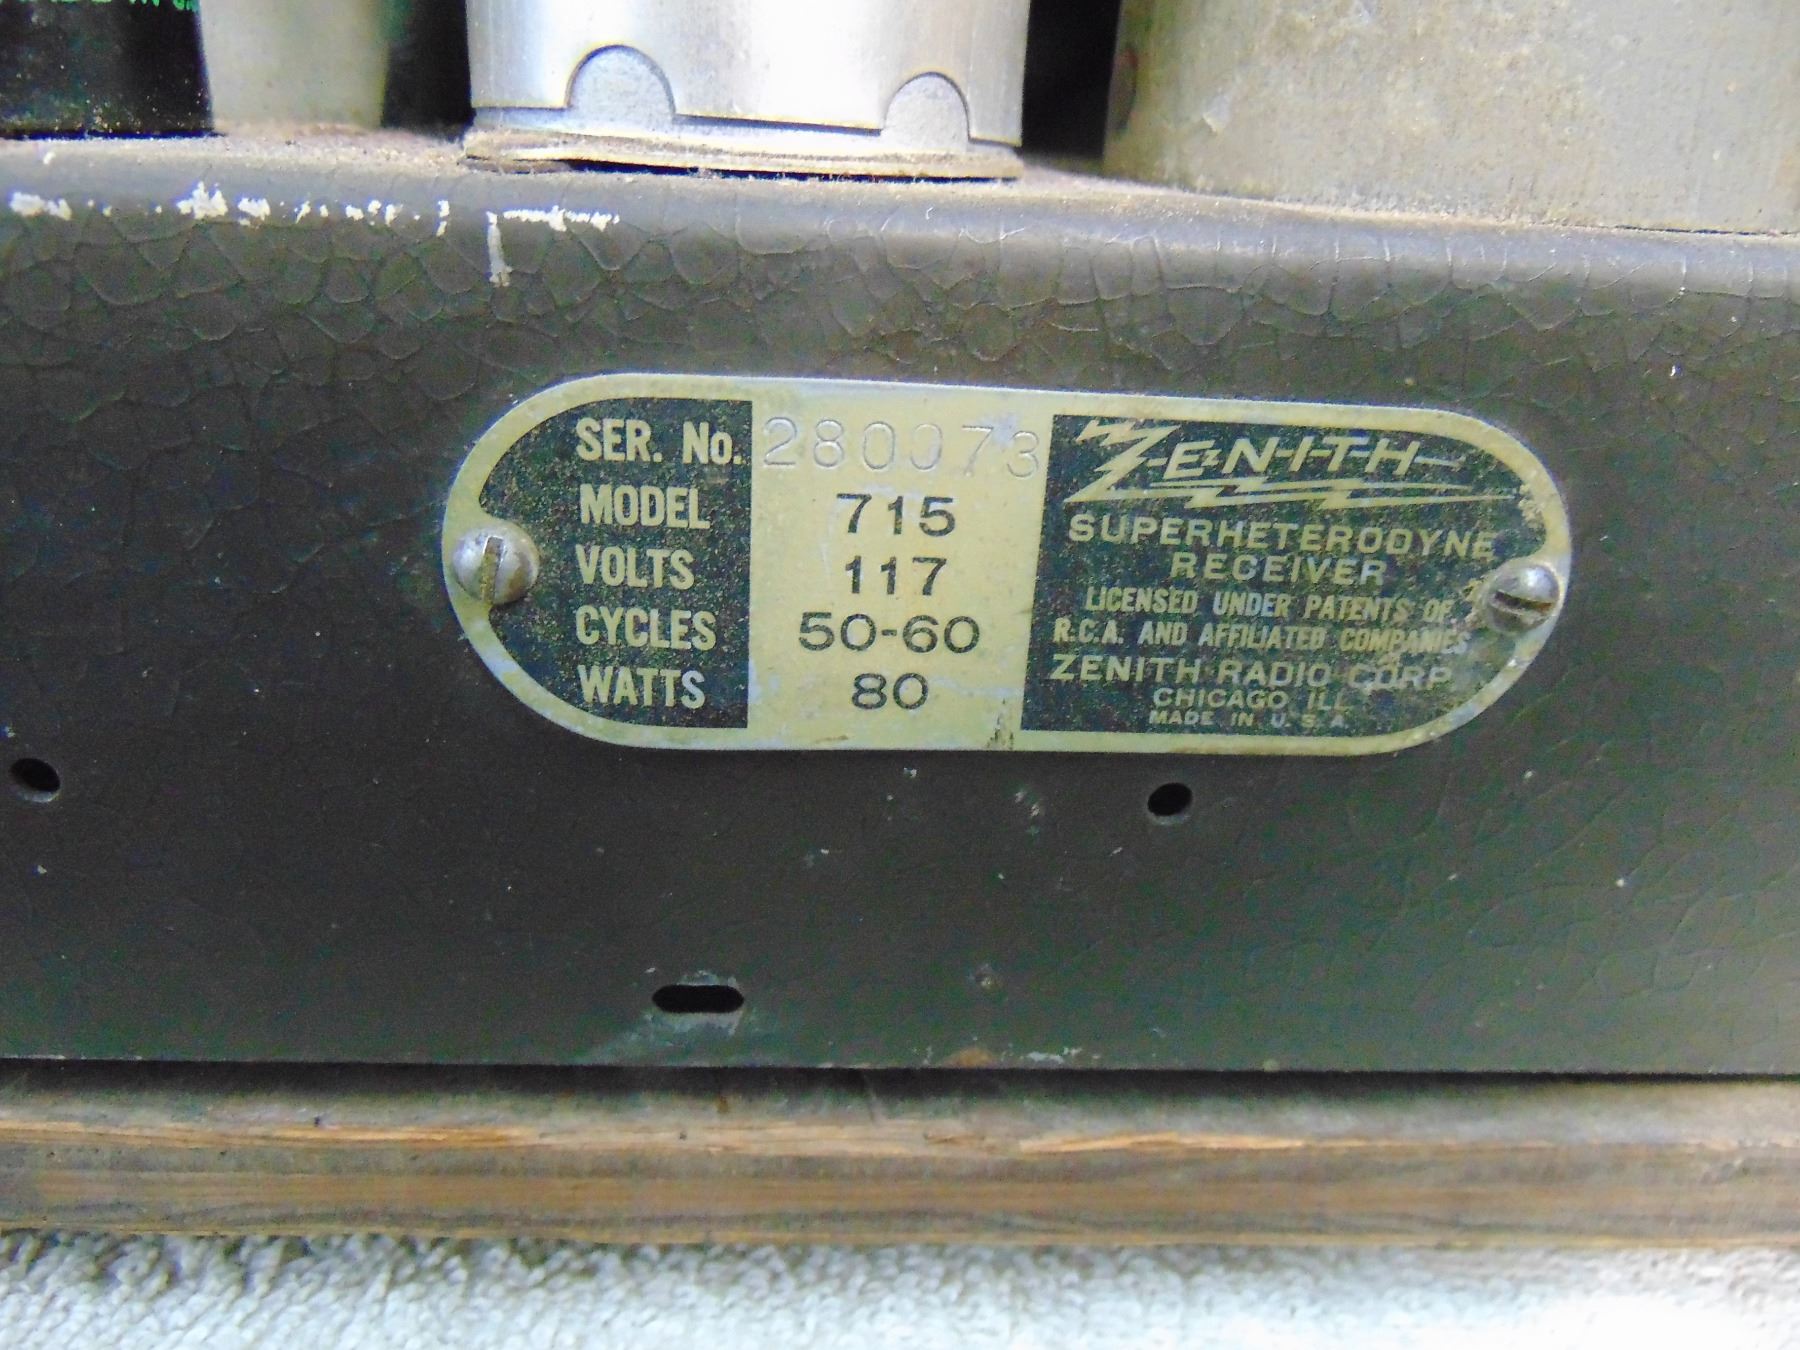 SER. No. 280073
MODEL 715
VOLTS 117
CYCLES 50-60
WATTS 80
ZENITH
SUPERHETERODYNE
RECEIVER
LICENSED UNDER PATENTS OF
R.C.A. AND AFFILIATED COMPANIES
ZENITH RADIO CORP.
CHICAGO, ILL.
MADE IN U. S. A.